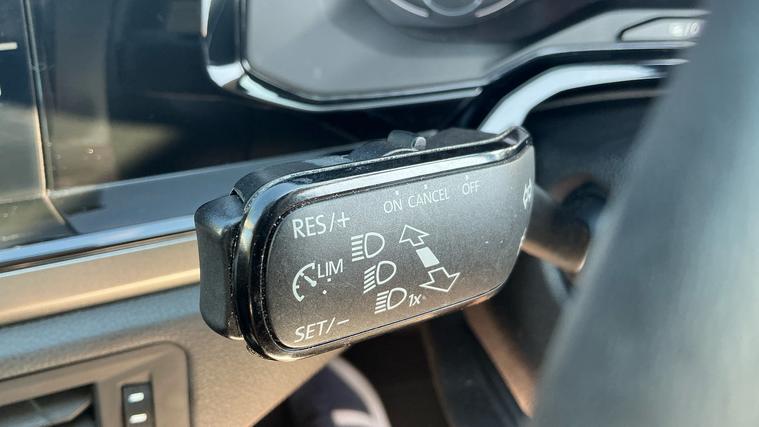 ON CANCEL OFF
RES/+
LIM
1x
SET/-